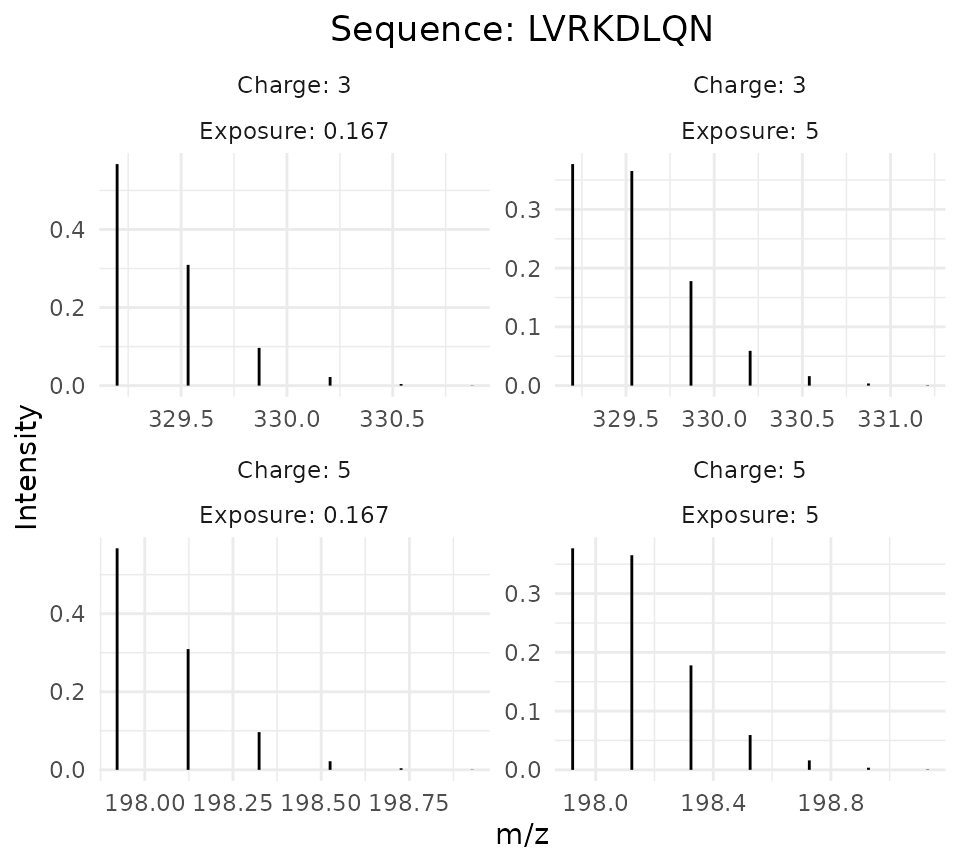 Sequence: LVRKDLQN
Charge: 3
Exposure: 0.167
Charge: 3
Exposure: 5
0.4
0.2
0.0
329.5 330.0 330.5
0.3
0.2
0.1
0.0
329.5 330.0 330.5 331.0
Intensity
Charge: 5
Exposure: 0.167
Charge: 5
Exposure: 5
0.4
0.2
0.0
198.00 198.25 198.50 198.75
0.3
0.2
0.1
0.0
198.0 198.4 198.8
m/z